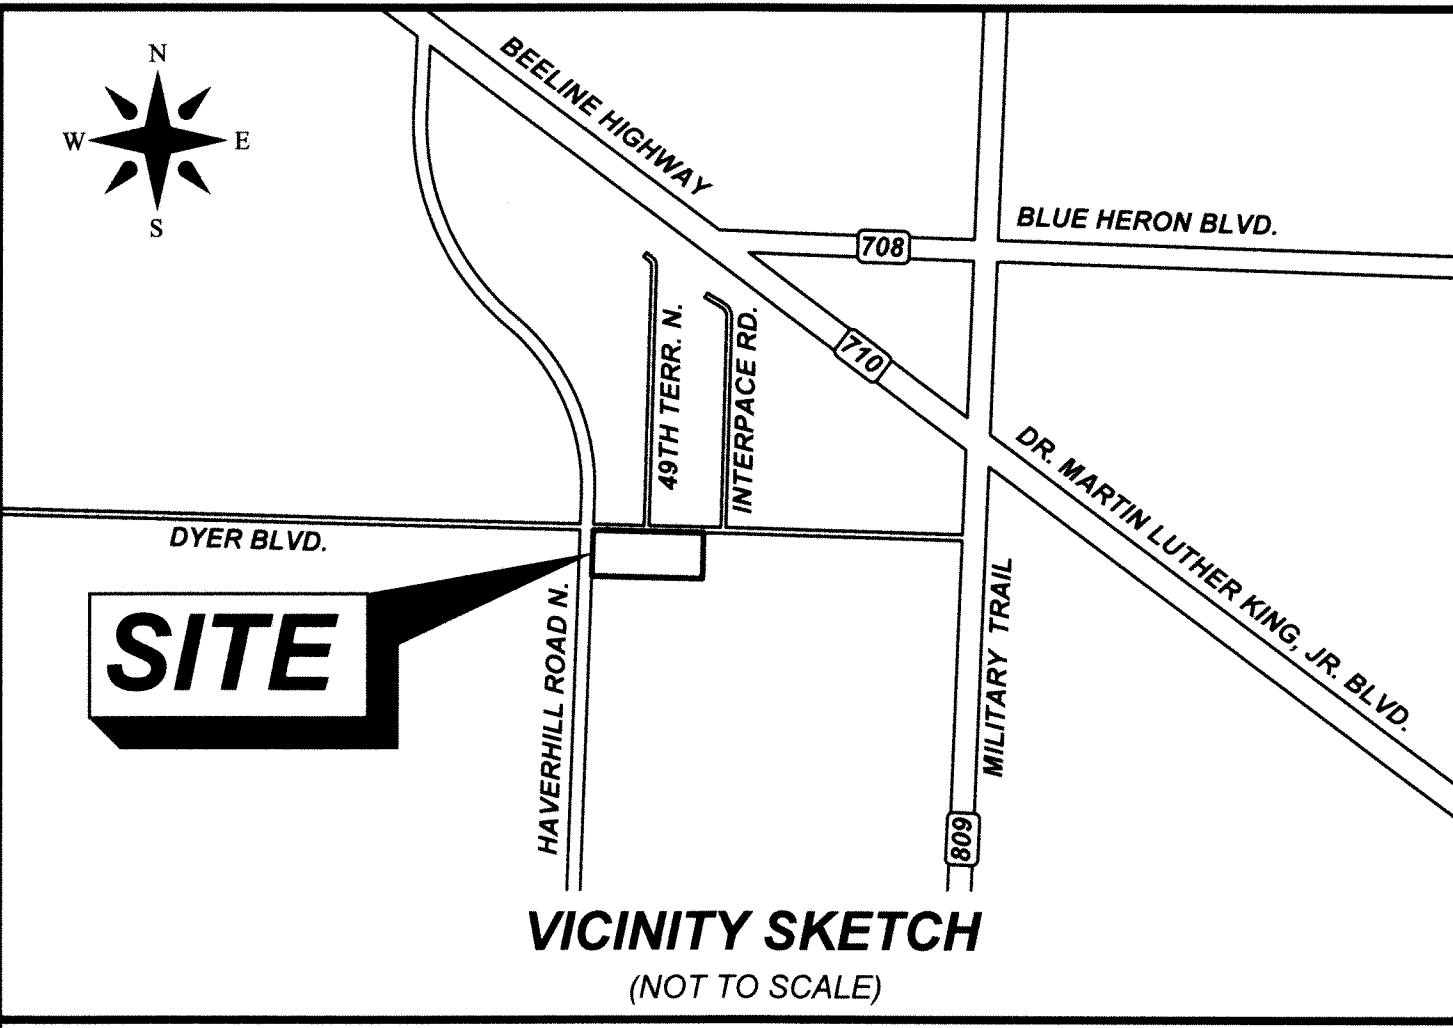 N
W E
S
BEELINE HIGHWAY
BLUE HERON BLVD.
708
49TH TERR. N.
INTERPACE RD.
710
DR. MARTIN LUTHER KING, JR. BLVD.
DYER BLVD.
SITE
HAVERHILL ROAD N.
MILITARY TRAIL
809
VICINITY SKETCH
(NOT TO SCALE)